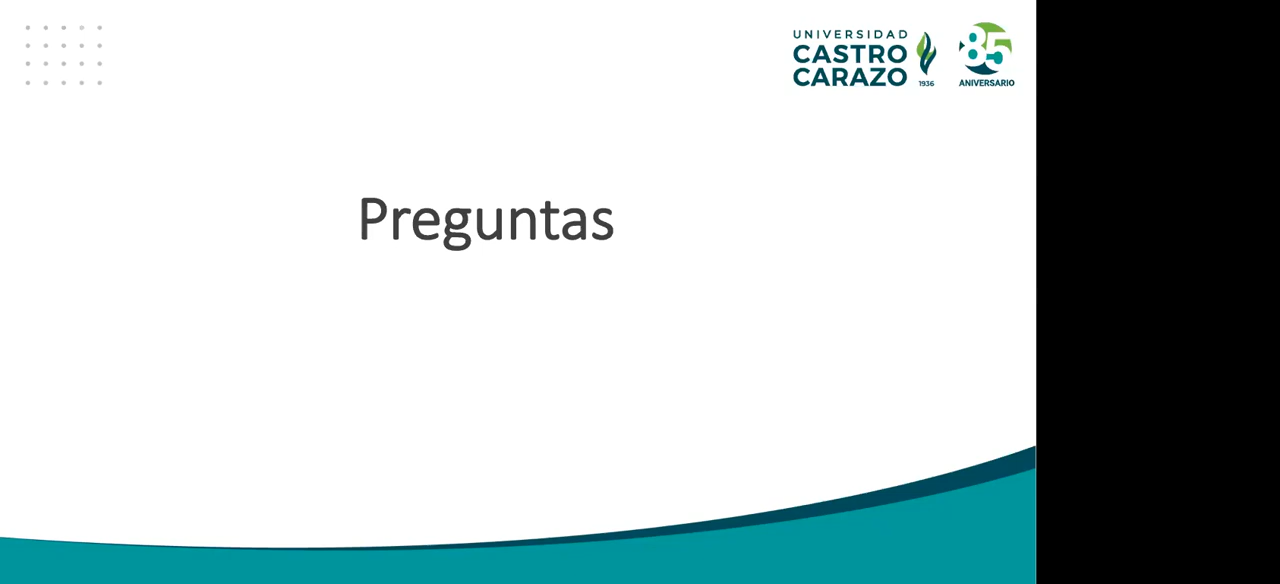 UNIVERSIDAD
CASTRO
CARAZO
1936
85
ANIVERSARIO
Preguntas